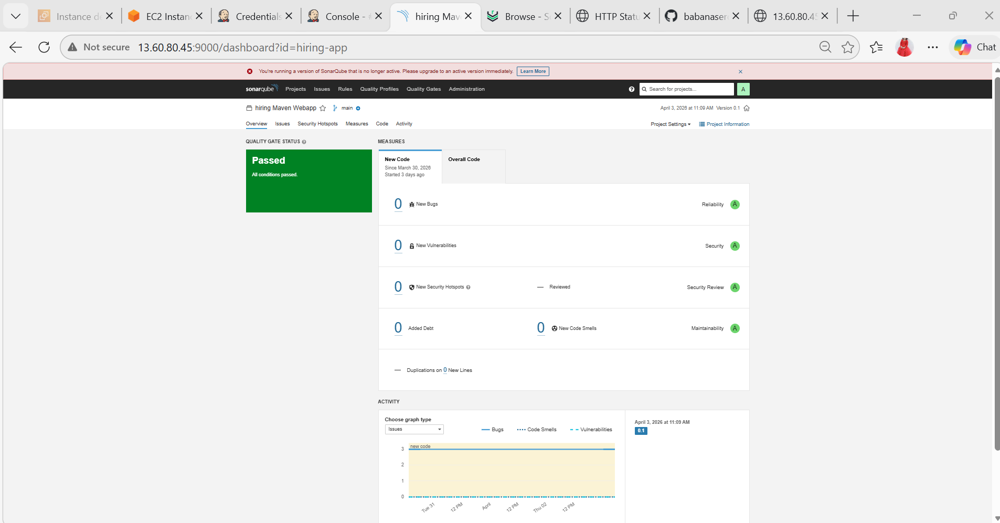 Instance de
EC2 Instan
Credentials
Console - #
hiring Mav
Browse - S
HTTP Statu
babanaser
13.60.80.45
Not secure 13.60.80.45:9000/dashboard?id=hiring-app
Chat
You're running a version of SonarQube that is no longer active. Please upgrade to an active version immediately. Learn More
sonarqube Projects Issues Rules Quality Profiles Quality Gates Administration Search for projects... A
hiring Maven Webapp main April 3, 2026 at 11:09 AM Version 0.1
Overview Issues Security Hotspots Measures Code Activity Project Settings Project Information
QUALITY GATE STATUS
Passed
All conditions passed.
MEASURES
New Code
Since March 30, 2026
Started 3 days ago
Overall Code
0 New Bugs Reliability A
0 New Vulnerabilities Security A
0 New Security Hotspots — Reviewed Security Review A
0 Added Debt 0 New Code Smells Maintainability A
— Duplications on 0 New Lines
ACTIVITY
Choose graph type
Issues
Bugs Code Smells Vulnerabilities
new code
3
2
1
0
Tue 31 12 PM April 12 PM Thu 02 12 PM
April 3, 2026 at 11:09 AM
0.1